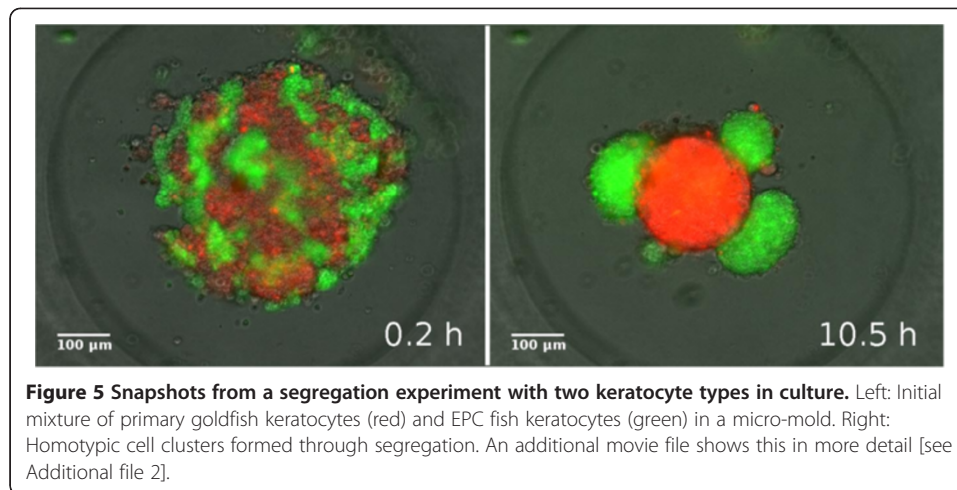 100 µm
0.2 h
100 µm
10.5 h
Figure 5 Snapshots from a segregation experiment with two keratocyte types in culture. Left: Initial
mixture of primary goldfish keratocytes (red) and EPC fish keratocytes (green) in a micro-mold. Right:
Homotypic cell clusters formed through segregation. An additional movie file shows this in more detail [see
Additional file 2].